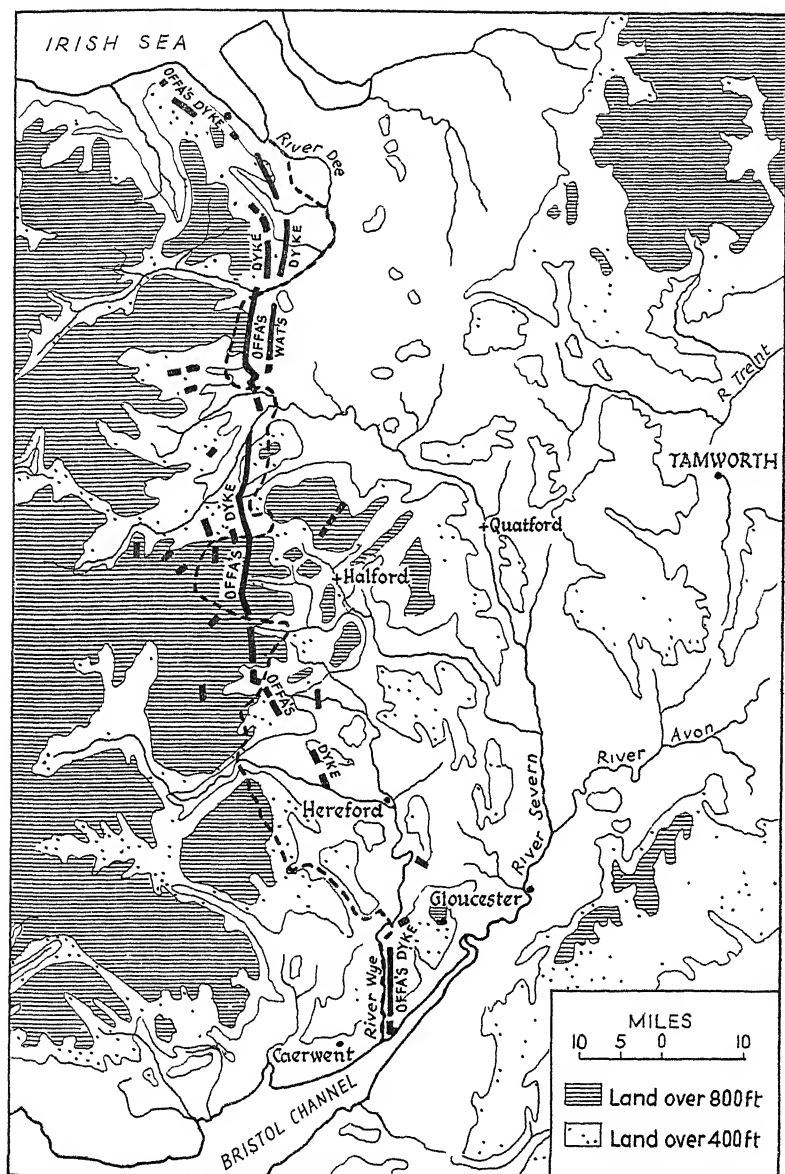 IRISH SEA
OFFA'S DYKE
River Dee
DYKE
DYKE
OFFA'S
WAT'S
R Trent
TAMWORTH
OFFA'S DYKE
Quatford
Halford
OFFA'S
DYKE
River Avon
Hereford
River Severn
Gloucester
River Wye
OFFA'S DYKE
Caerwent
BRISTOL CHANNEL
MILES
10 5 0 10
Land over 800ft
Land over 400ft